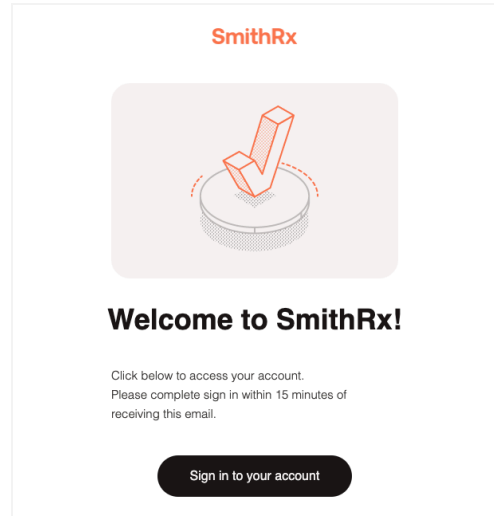 SmithRx
Welcome to SmithRx!
Click below to access your account.
Please complete sign in within 15 minutes of
receiving this email.
Sign in to your account